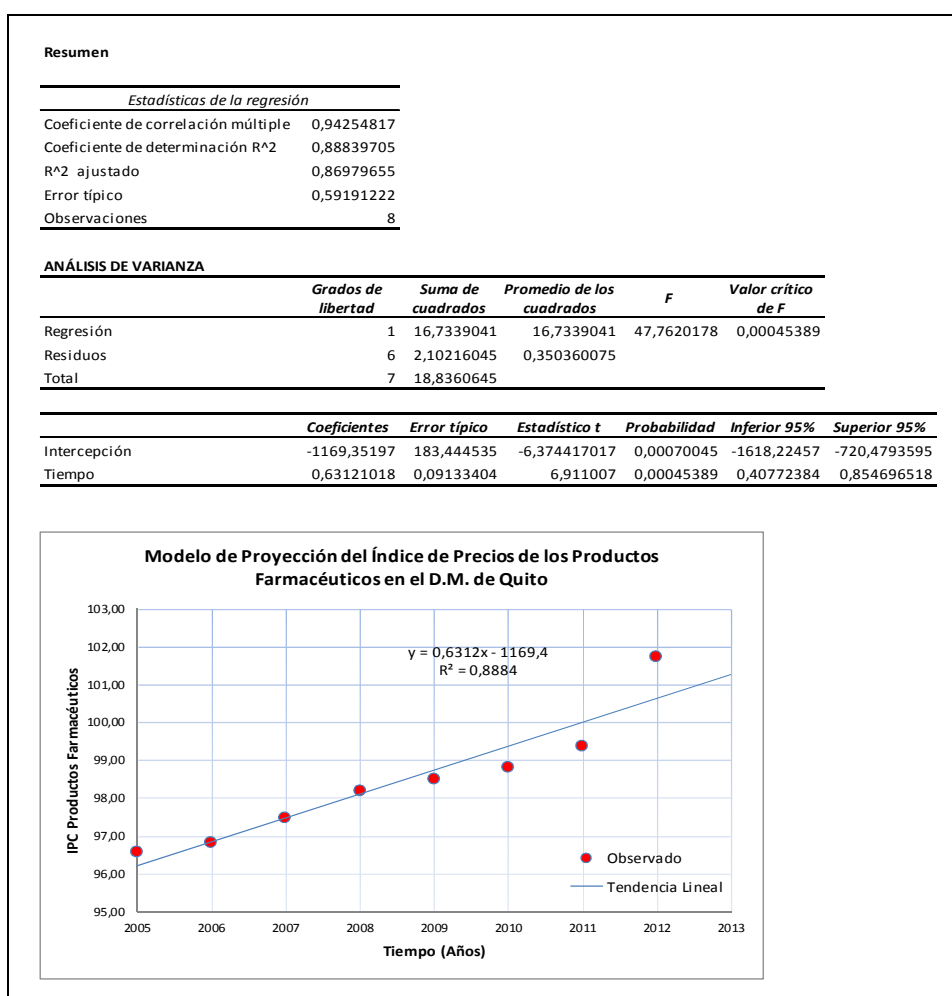 Resumen
Estadísticas de la regresión
Coeficiente de correlación múltiple 0,94254817
Coeficiente de determinación R^2 0,88839705
R^2 ajustado 0,86979655
Error típico 0,59191222
Observaciones 8
ANÁLISIS DE VARIANZA
Grados de libertad Suma de cuadrados Promedio de los cuadrados F Valor crítico de F
Regresión 1 16,7339041 16,7339041 47,7620178 0,00045389
Residuos 6 2,10216045 0,350360075
Total 7 18,8360645
Coeficientes Error típico Estadístico t Probabilidad Inferior 95% Superior 95%
Intercepción -1169,35197 183,444535 -6,374417017 0,00070045 -1618,22457 -720,4793595
Tiempo 0,63121018 0,09133404 6,911007 0,00045389 0,40772384 0,854696518
Modelo de Proyección del Índice de Precios de los Productos
Farmacéuticos en el D.M. de Quito
103,00
102,00
101,00
100,00
99,00
98,00
97,00
96,00
95,00
IPC Productos Farmacéuticos
y = 0,6312x - 1169,4
R² = 0,8884
Observado
Tendencia Lineal
2005 2006 2007 2008 2009 2010 2011 2012 2013
Tiempo (Años)